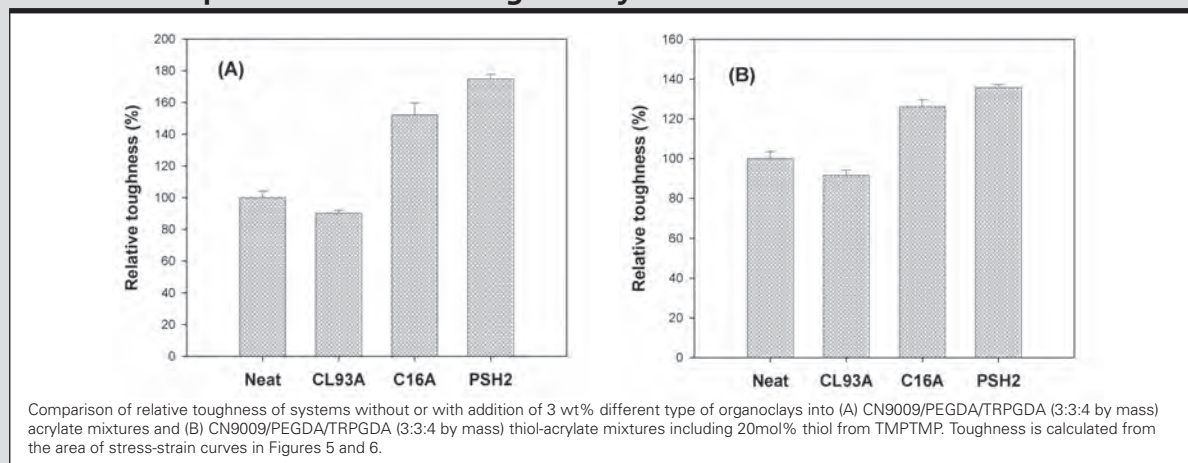 200
180
160
140
120
100
80
60
40
20
0
Relative toughness (%)
(A)
Neat CL93A C16A PSH2
160
140
120
100
80
60
40
20
0
Relative toughness (%)
(B)
Neat CL93A C16A PSH2
Comparison of relative toughness of systems without or with addition of 3 wt% different type of organoclays into (A) CN9009/PEGDA/TRPGDA (3:3:4 by mass)
acrylate mixtures and (B) CN9009/PEGDA/TRPGDA (3:3:4 by mass) thiol-acrylate mixtures including 20mol% thiol from TMPTMP. Toughness is calculated from
the area of stress-strain curves in Figures 5 and 6.